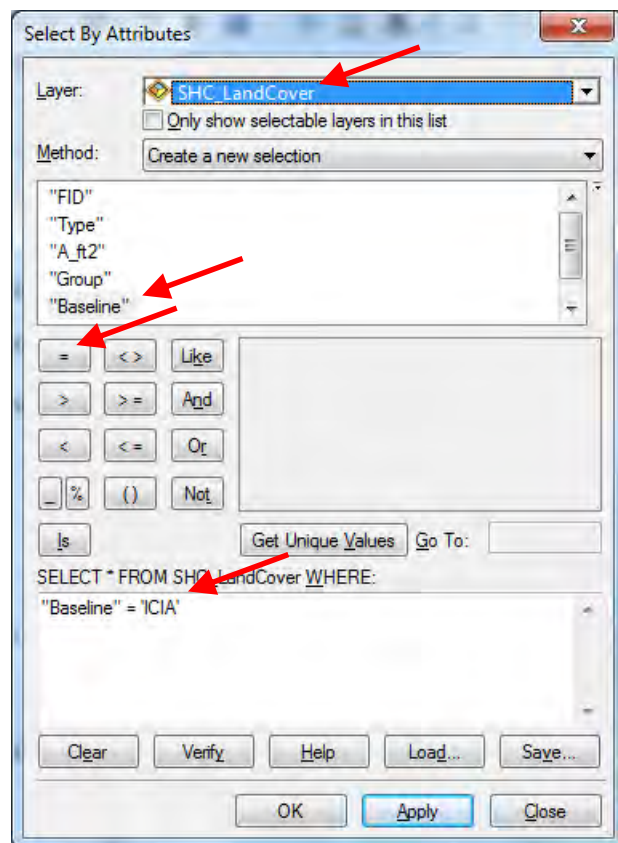 Select By Attributes
Layer: SHC_LandCover
Only show selectable layers in this list
Method: Create a new selection
"FID"
"Type"
"A_ft2"
"Group"
"Baseline"
= < > Like
> > = And
< < = Or
_ % ( ) Not
Is Get Unique Values Go To:
SELECT * FROM SHC_LandCover WHERE:
"Baseline" = 'ICIA'
Clear Verify Help Load... Save...
OK Apply Close